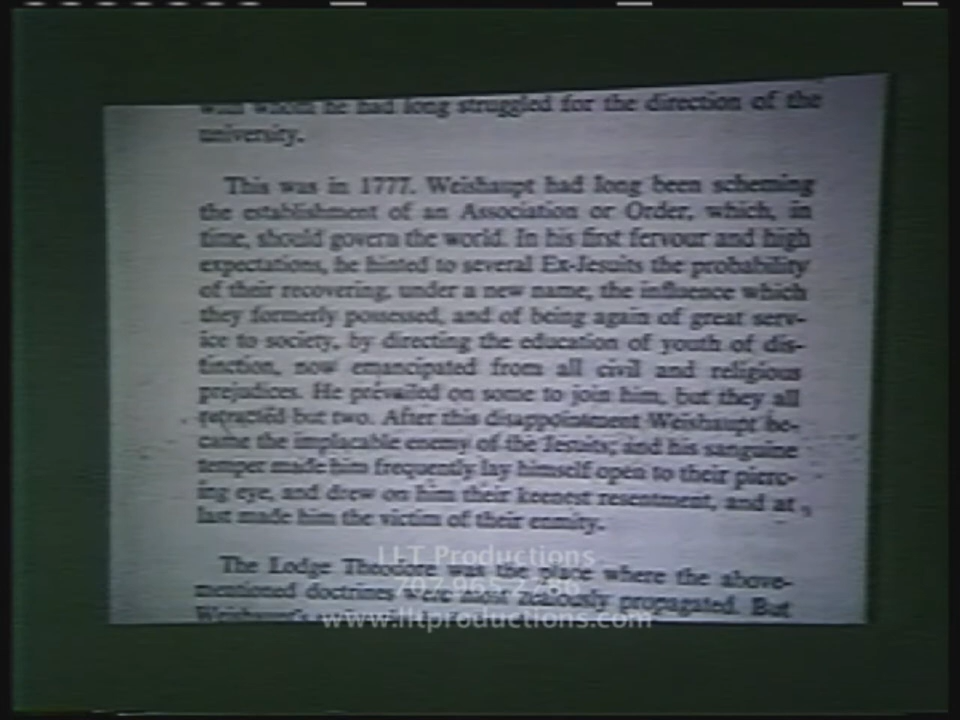 with whom he had long struggled for the direction of the
university.
This was in 1777. Weishaupt had long been scheming
the establishment of an Association or Order, which, in
time, should govern the world. In his first fervour and high
expectations, he hinted to several Ex-Jesuits the probability
of their recovering, under a new name, the influence which
they formerly possessed, and of being again of great serv-
ice to society, by directing the education of youth of dis-
tinction, now emancipated from all civil and religious
prejudices. He prevailed on some to join him, but they all
retracted but two. After this disappointment Weishaupt be-
came the implacable enemy of the Jesuits; and his sanguine
temper made him frequently lay himself open to their pierc-
ing eye, and drew on him their keenest resentment, and at
last made him the victim of their enmity.
The Lodge Theodore was the place where the above-
mentioned doctrines were most zealously propagated. But
Weishaupt's
LLT Productions
www.lltproductions.com